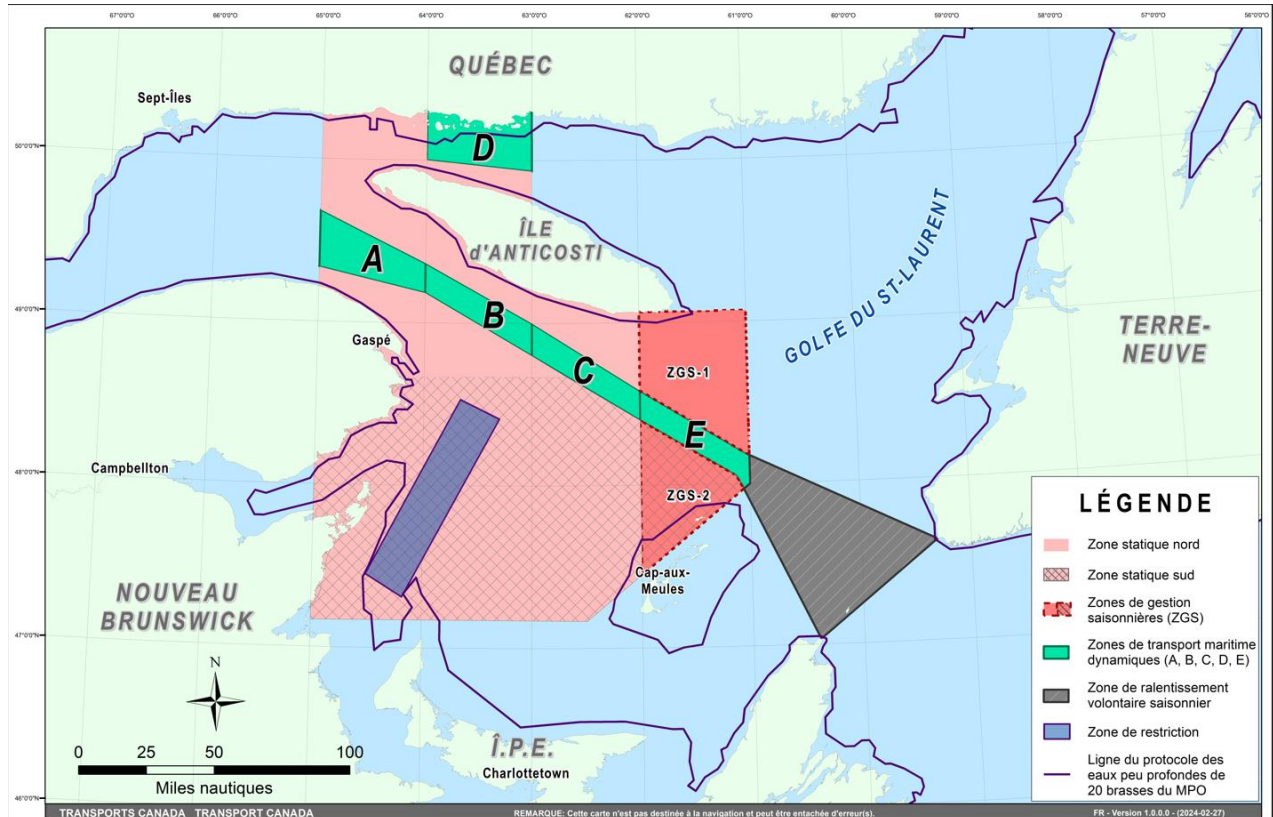 67°0'0"O 66°0'0"O 65°0'0"O 64°0'0"O 63°0'0"O 62°0'0"O 61°0'0"O 60°0'0"O 59°0'0"O 58°0'0"O 57°0'0"O 56°0'0"O
QUÉBEC
Sept-Îles
50°0'0"N
D
ÎLE
d'ANTICOSTI
A
B
49°0'0"N
GOLFE DU ST-LAURENT
TERRE-
NEUVE
Gaspé
C
ZGS-1
E
48°0'0"N
Campbellton
ZGS-2
Cap-aux-
Meules
NOUVEAU
BRUNSWICK
47°0'0"N
N
Î.P.E.
Charlottetown
0 25 50 100
Miles nautiques
46°0'0"N
LÉGENDE
Zone statique nord
Zone statique sud
Zones de gestion
saisonnières (ZGS)
Zones de transport maritime
dynamiques (A, B, C, D, E)
Zone de ralentissement
volontaire saisonnier
Zone de restriction
Ligne du protocole des
eaux peu profondes de
20 brasses du MPO
TRANSPORTS CANADA TRANSPORT CANADA
REMARQUE: Cette carte n'est pas destinée à la navigation et peut être entachée d'erreur(s).
FR - Version 1.0.0.0 - (2024-02-27)